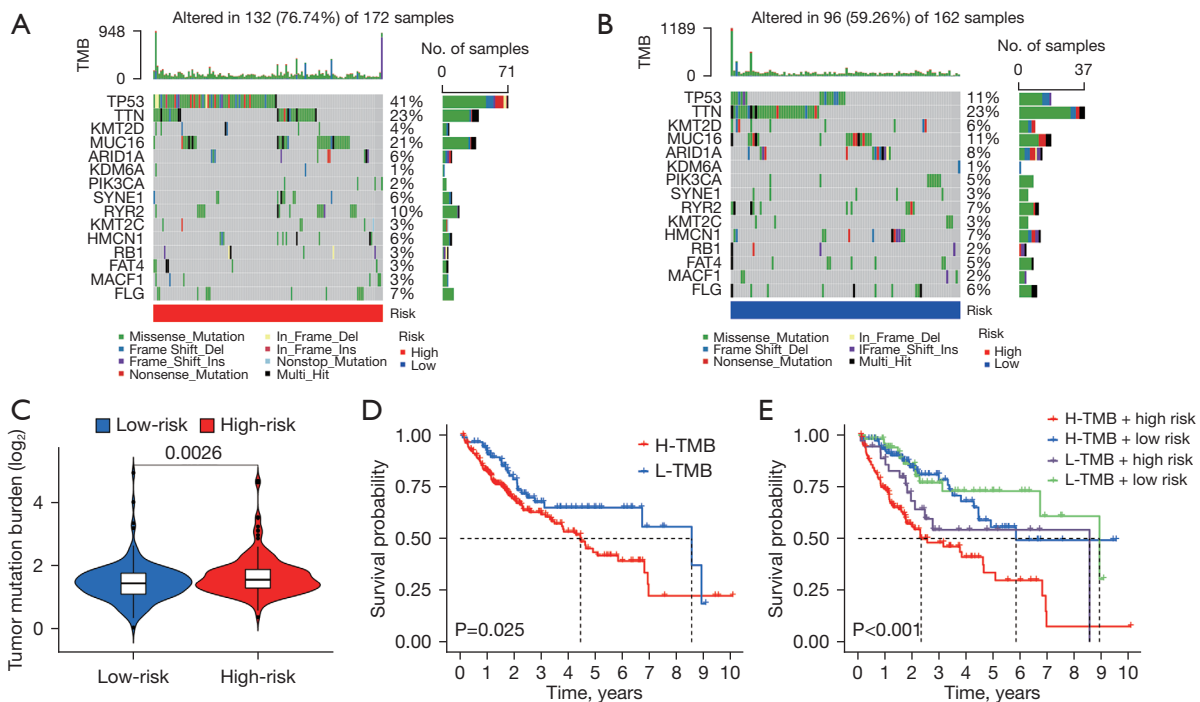 A
Altered in 132 (76.74%) of 172 samples
948
0
TMB
No. of samples
0 71
TP53 41%
TTN 23%
KMT2D 4%
MUC16 21%
ARID1A 6%
KDM6A 1%
PIK3CA 2%
SYNE1 6%
RYR2 10%
KMT2C 3%
HMCN1 6%
RB1 3%
FAT4 3%
MACF1 3%
FLG 7%
Risk
Missense_Mutation
Frame Shift_Del
Frame_Shift_Ins
Nonsense_Mutation
In_Frame_Del
In_Frame_Ins
Nonstop_Mutation
Multi_Hit
Risk
High
Low
B
Altered in 96 (59.26%) of 162 samples
1189
0
TMB
No. of samples
0 37
TP53 11%
TTN 23%
KMT2D 6%
MUC16 11%
ARID1A 8%
KDM6A 1%
PIK3CA 5%
SYNE1 3%
RYR2 7%
KMT2C 3%
HMCN1 7%
RB1 2%
FAT4 5%
MACF1 2%
FLG 6%
Risk
Missense_Mutation
Frame Shift_Del
Nonsense_Mutation
In_Frame_Del
IFrame_Shift_Ins
Multi_Hit
Risk
High
Low
C
Low-risk High-risk
0.0026
Tumor mutation burden (log2)
4
2
0
Low-risk High-risk
D
H-TMB
L-TMB
Survival probability
1.00
0.75
0.50
0.25
0.00
P=0.025
0 1 2 3 4 5 6 7 8 9 10
Time, years
E
H-TMB + high risk
H-TMB + low risk
L-TMB + high risk
L-TMB + low risk
Survival probability
1.00
0.75
0.50
0.25
0.00
P<0.001
0 1 2 3 4 5 6 7 8 9 10
Time, years